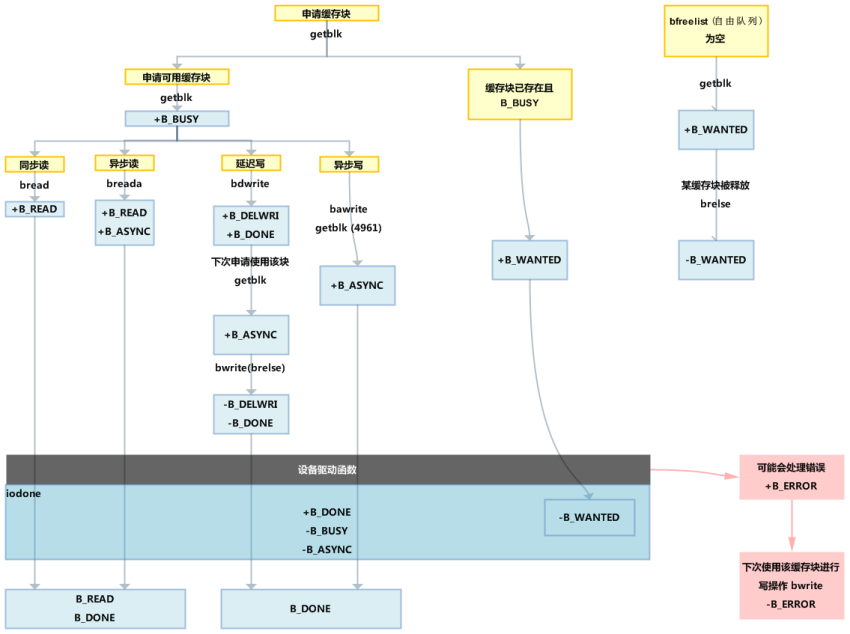 申请缓存块
getblk
bfreelist (自由队列)
为空
申请可用缓存块
getblk
+B_BUSY
缓存块已存在且
B_BUSY
getblk
+B_WANTED
某缓存块被释放
brelse
-B_WANTED
同步读
异步读
延迟写
异步写
bread
breada
bdwrite
bawrite
getblk (4961)
+B_READ
+B_READ
+B_ASYNC
+B_DELWRI
+B_DONE
下次申请使用该块
getblk
+B_ASYNC
+B_WANTED
+B_ASYNC
bwrite(brelse)
-B_DELWRI
-B_DONE
设备驱动函数
可能会处理错误
+B_ERROR
iodone
+B_DONE
-B_BUSY
-B_ASYNC
-B_WANTED
下次使用该缓存块进行
写操作 bwrite
-B_ERROR
B_READ
B_DONE
B_DONE